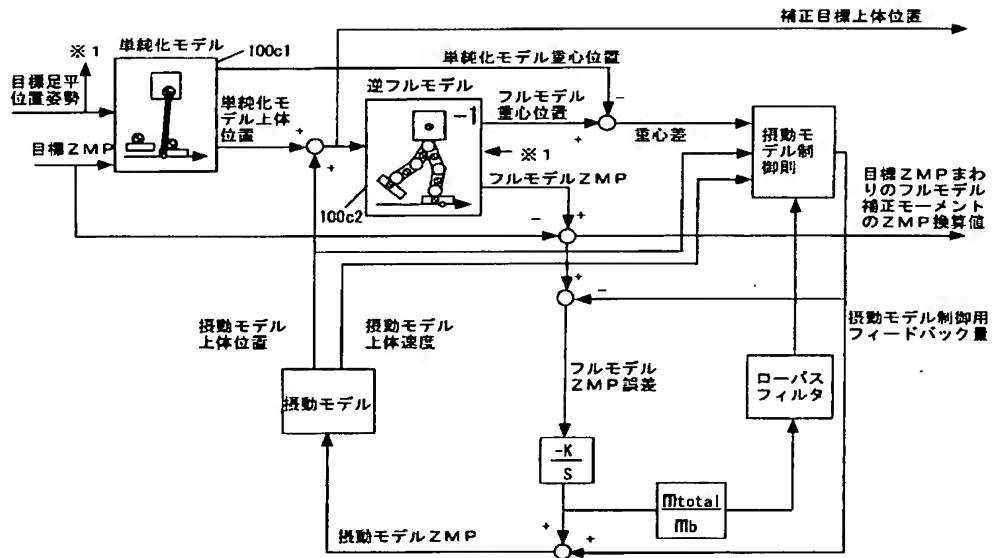 補正目標上体位置
※1
単純化モデル
100c1
単純化モデル重心位置
目標足平
位置姿勢
単純化モ
デル上体
位置
目標ZMP
逆フルモデル
-1
フルモデル
重心位置
重心差
※1
フルモデルZMP
100c2
摂動モ
デル制
御則
目標ZMPまわ
りのフルモデル
補正モーメント
のZMP換算値
+
+
-
+
-
+
+
-
摂動モデル
上体位置
摂動モデル
上体速度
摂動モデル制御用
フィードバック量
フルモデル
ZMP誤差
ローパス
フィルタ
摂動モデル
-K
S
mtotal
mb
摂動モデルZMP
+
+